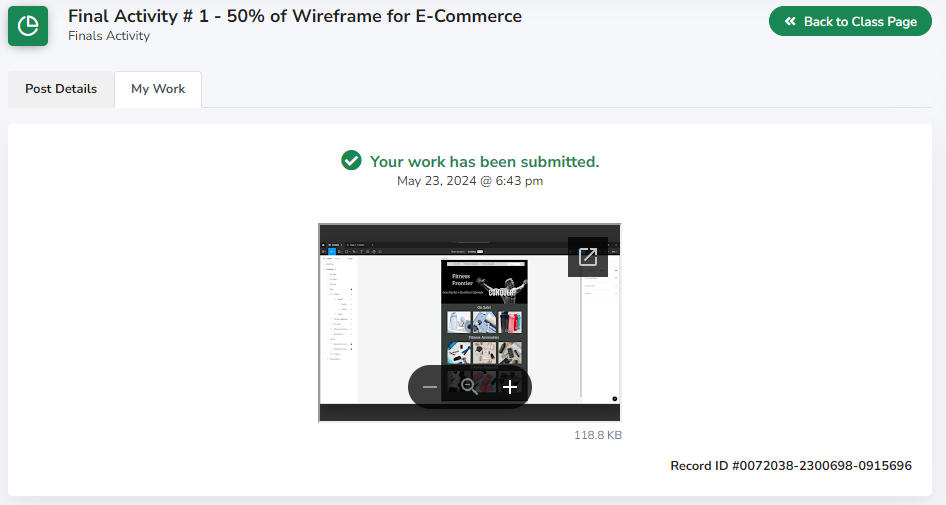 Final Activity # 1 - 50% of Wireframe for E-Commerce
Finals Activity
Back to Class Page
Post Details
My Work
Your work has been submitted.
May 23, 2024 @ 6:43 pm
Fitness
Frontier
CONQUER
On Sale!
Fitness Accessories
118.8 KB
Record ID #0072038-2300698-0915696